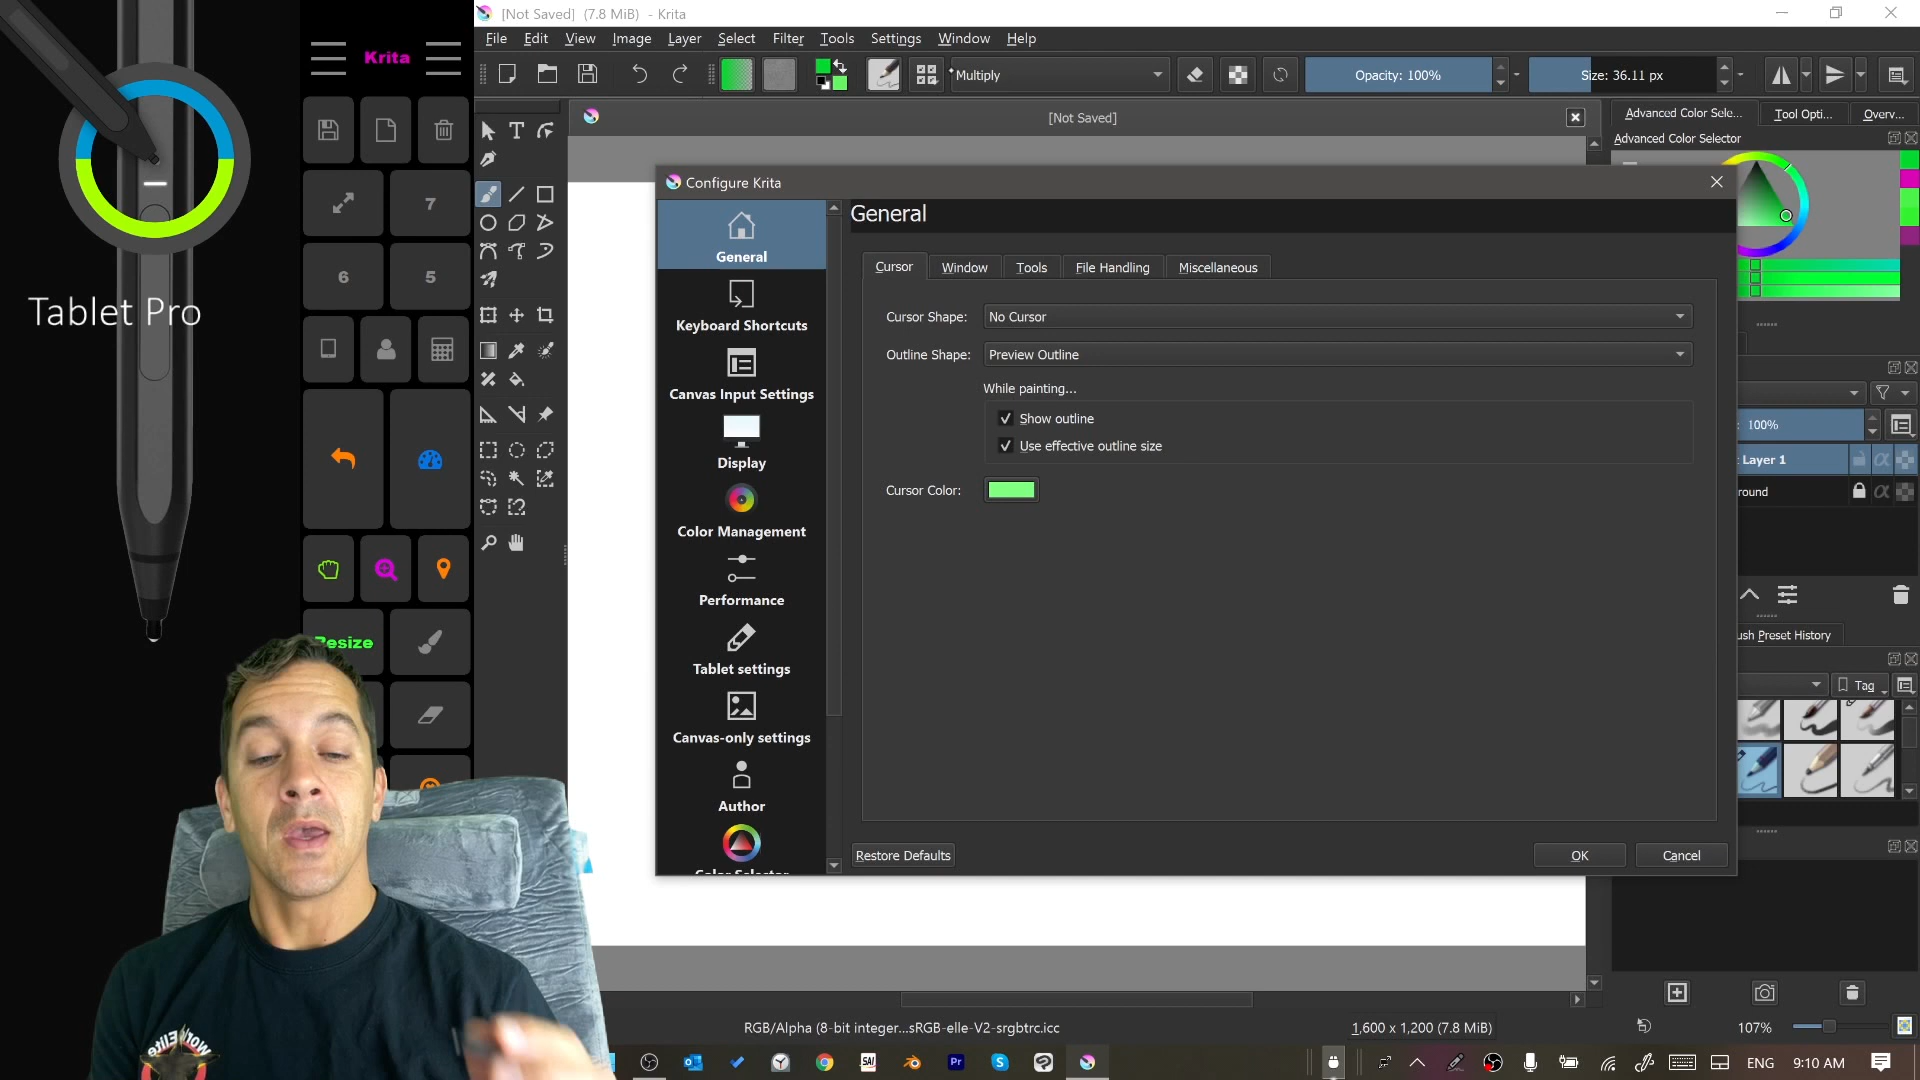 [Not Saved]  (7.8 MiB)  - Krita
File Edit View Image Layer Select Filter Tools Settings Window Help
Multiply
Opacity: 100%
Size: 36.11 px
Krita
7
6
5
Resize
Tablet Pro
[Not Saved]
Advanced Color Sele...
Tool Opti...
Overv...
Advanced Color Selector
Configure Krita
General
Keyboard Shortcuts
Canvas Input Settings
Display
Color Management
Performance
Tablet settings
Canvas-only settings
Author
Color Selector
General
Cursor Window Tools File Handling Miscellaneous
Cursor Shape: No Cursor
Outline Shape: Preview Outline
While painting...
Show outline
Use effective outline size
Cursor Color:
Restore Defaults
OK
Cancel
: 100%
Layer 1
round
ush Preset History
Tag
RGB/Alpha (8-bit integer...sRGB-elle-V2-srgbtrc.icc
1,600 x 1,200 (7.8 MiB)
107%
SAI
Pr
ENG
9:10 AM